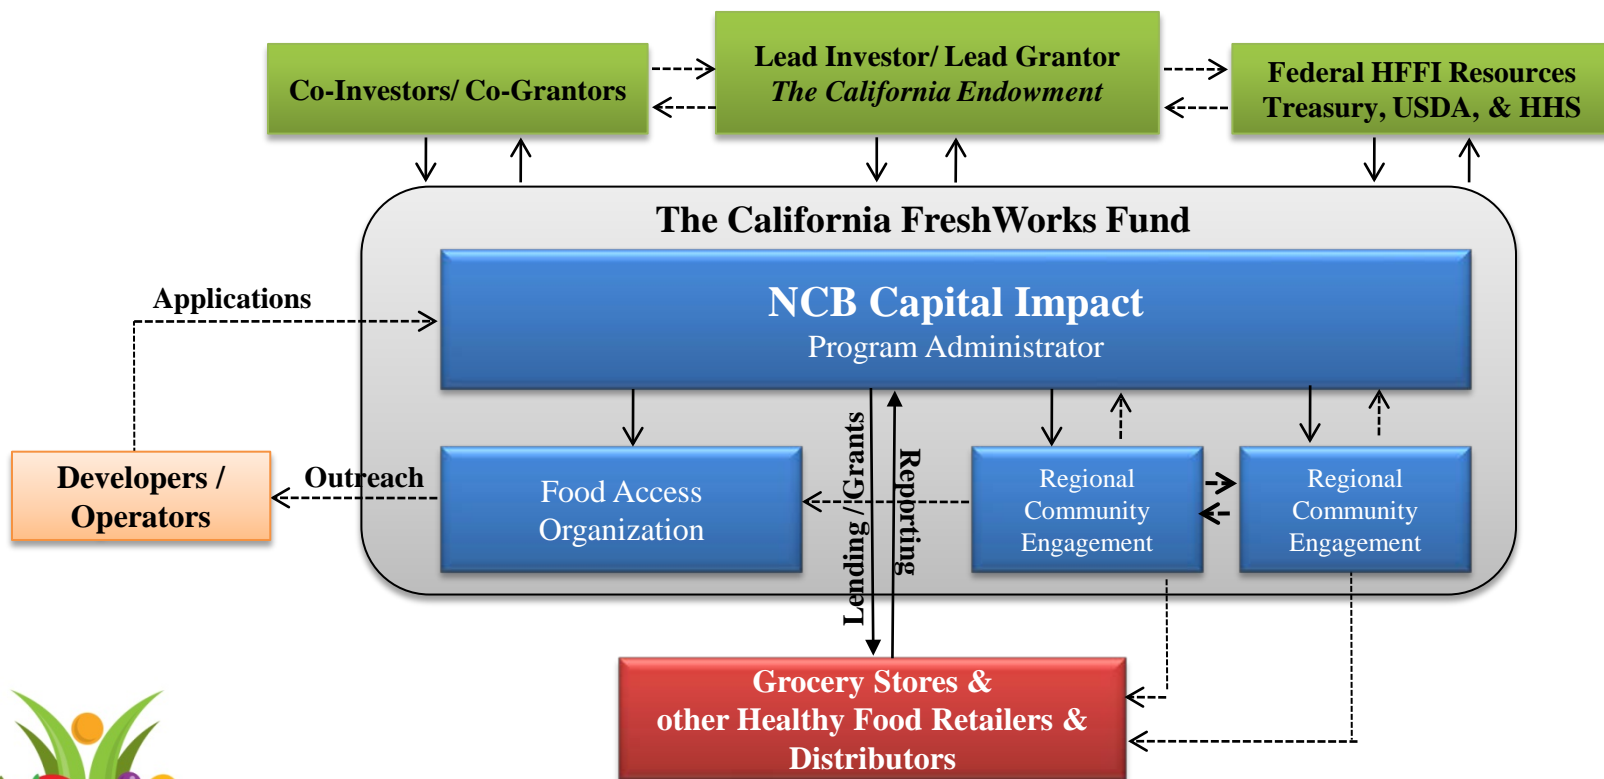 Co-Investors/ Co-Grantors
Lead Investor/ Lead Grantor
The California Endowment
Federal HFFI Resources
Treasury, USDA, & HHS
The California FreshWorks Fund
NCB Capital Impact
Program Administrator
Applications
Developers /
Operators
Outreach
Food Access
Organization
Lending /Grants
Reporting
Regional
Community
Engagement
Regional
Community
Engagement
Grocery Stores &
other Healthy Food Retailers &
Distributors